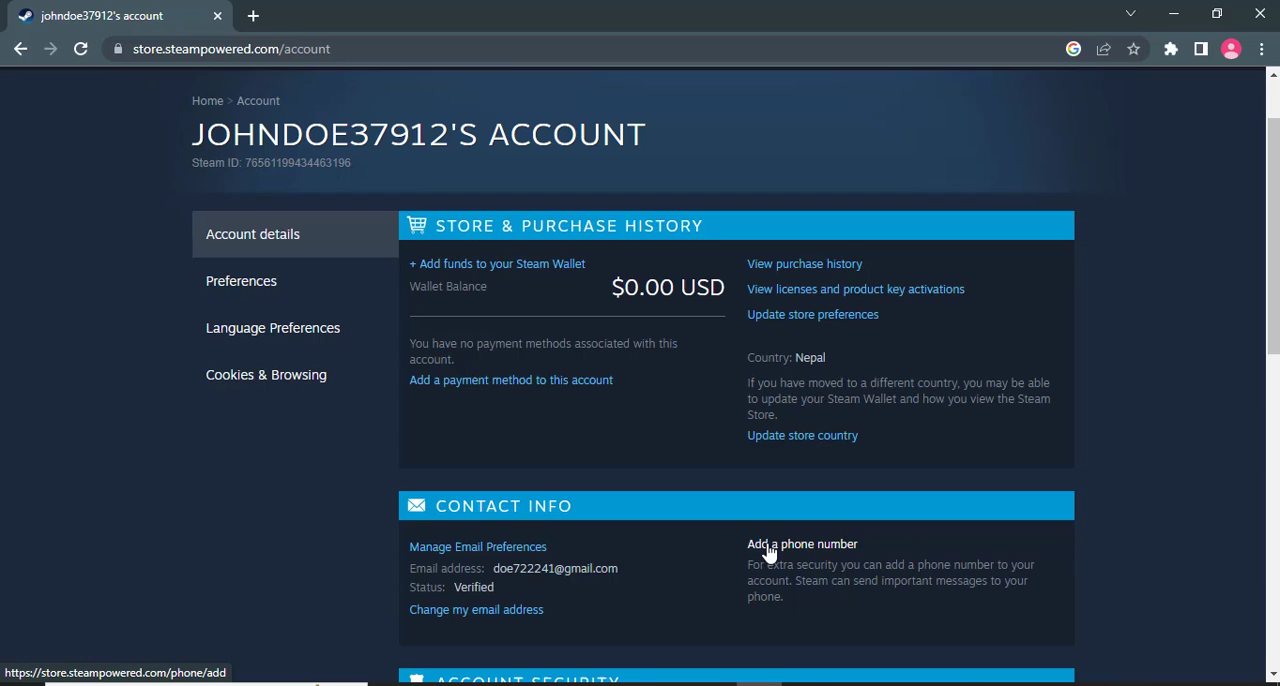 johndoe37912's account
store.steampowered.com/account
Home > Account
JOHNDOE37912'S ACCOUNT
Steam ID: 76561199434463196
Account details
Preferences
Language Preferences
Cookies & Browsing
STORE & PURCHASE HISTORY
+ Add funds to your Steam Wallet
Wallet Balance $0.00 USD
You have no payment methods associated with this
account.
Add a payment method to this account
View purchase history
View licenses and product key activations
Update store preferences
Country: Nepal
If you have moved to a different country, you may be able
to update your Steam Wallet and how you view the Steam
Store.
Update store country
CONTACT INFO
Manage Email Preferences
Email address: doe722241@gmail.com
Status: Verified
Change my email address
Add a phone number
For extra security you can add a phone number to your
account. Steam can send important messages to your
phone.
ACCOUNT SECURITY
https://store.steampowered.com/phone/add